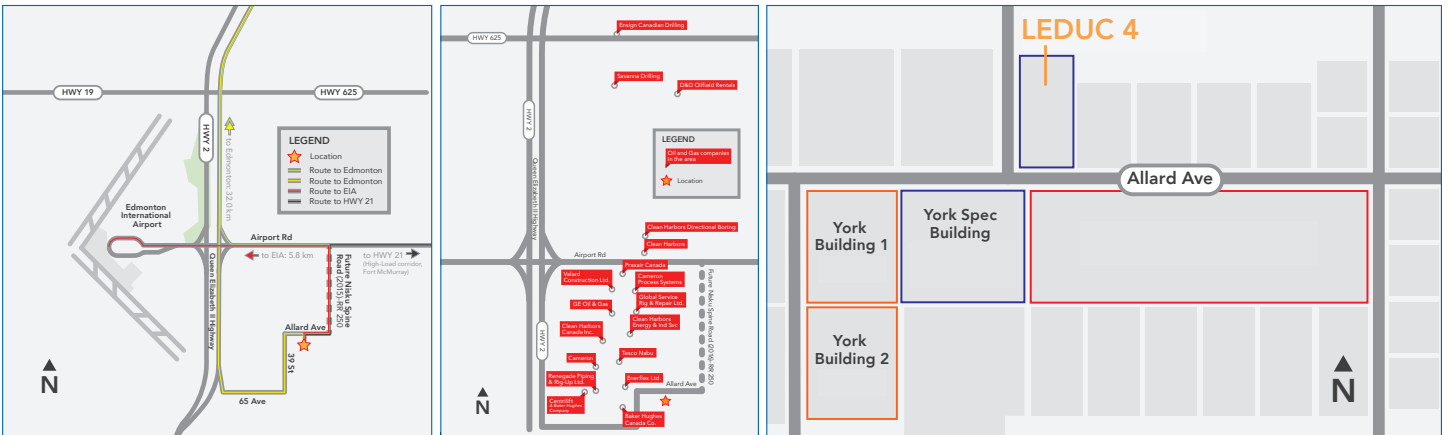 HWY 19
HWY 625
HWY 2
to Edmonton: 32.0 km
LEGEND
Location
Route to Edmonton
Route to Edmonton
Route to EIA
Route to HWY 21
Edmonton
International
Airport
Airport Rd
to EIA: 5.8 km
to HWY 21
(High-Load corridor,
Fort McMurray)
Queen Elizabeth II Highway
Future Nisku Spine
Road (2015)-RR 250
Allard Ave
39 St
65 Ave
N
Ensign Canadian Drilling
HWY 625
Savanna Drilling
D&D Oilfield Rentals
HWY 2
LEGEND
Oil and Gas companies
in the area
Location
Queen Elizabeth II Highway
Clean Harbors Directional Boring
Clean Harbors
Airport Rd
Praxair Canada
Valard
Construction Ltd.
Cameron
Process Systems
Global Service
Rig & Repair Ltd.
GE Oil & Gas
Clean Harbors
Energy & Ind Svc
Clean Harbors
Canada Inc.
Future Nisku Spine Road (2016)-RR 250
HWY 2
Tesco Nabu
Cameron
Renegade Piping
& Rig-Up Ltd.
Enerflex Ltd.
Allard Ave
Centrilift
A Baker Hughes
Company
Baker Hughes
Canada Co.
N
LEDUC 4
Allard Ave
York
Building 1
York Spec
Building
York
Building 2
N